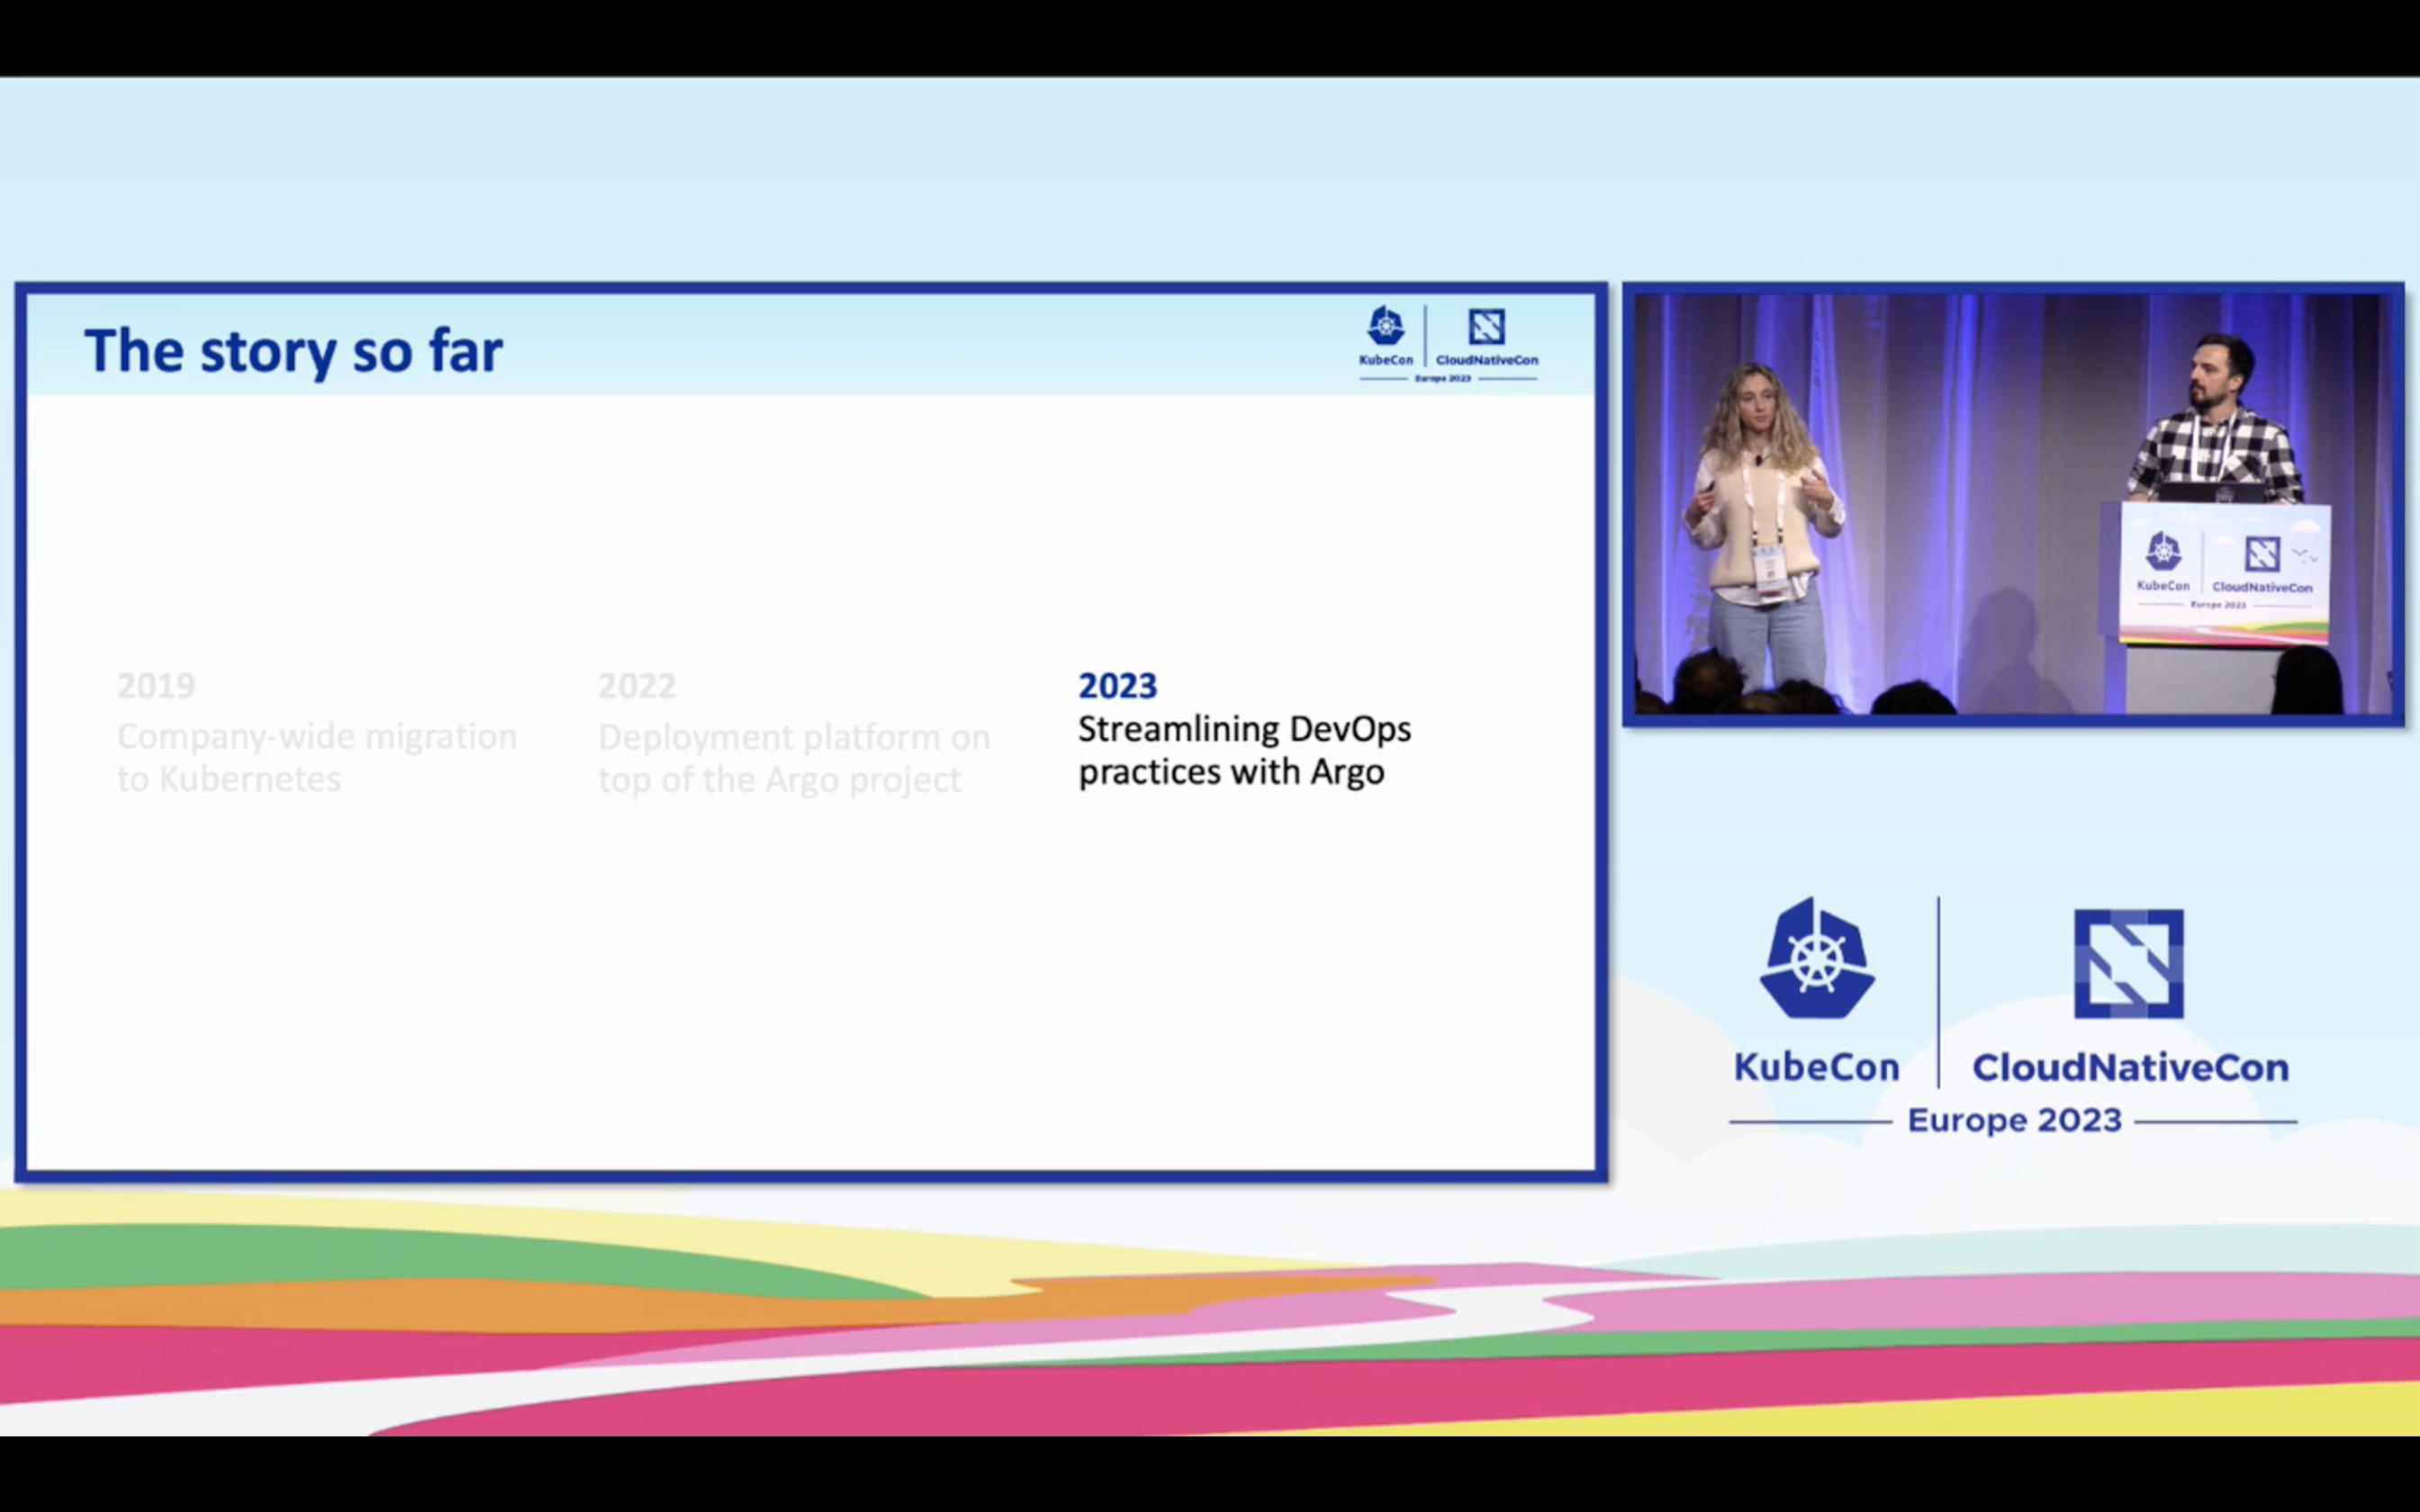 The story so far
KubeCon
CloudNativeCon
Europe 2023
2019
Company-wide migration
to Kubernetes
2022
Deployment platform on
top of the Argo project
2023
Streamlining DevOps
practices with Argo
KubeCon
CloudNativeCon
Europe 2023
KubeCon
CloudNativeCon
Europe 2023